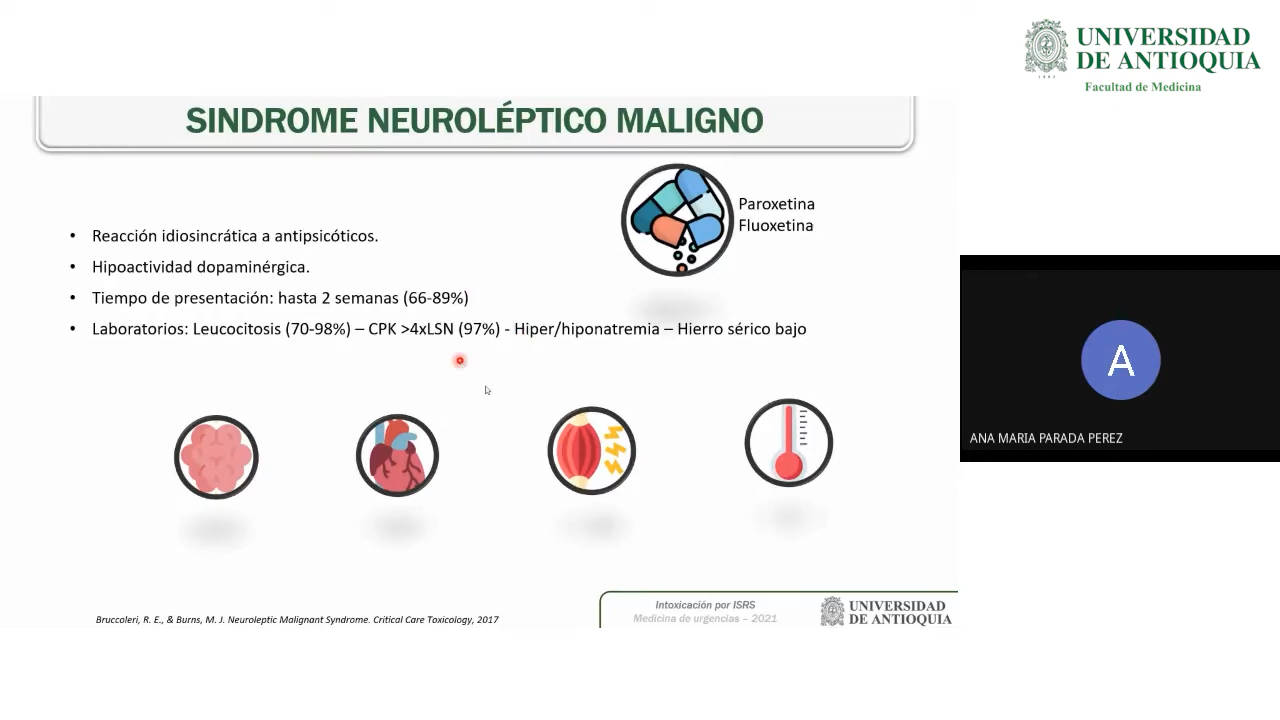 UNIVERSIDAD
DE ANTIOQUIA
1803
Facultad de Medicina
SINDROME NEUROLÉPTICO MALIGNO
Paroxetina
Fluoxetina
• Reacción idiosincrática a antipsicóticos.
• Hipoactividad dopaminérgica.
• Tiempo de presentación: hasta 2 semanas (66-89%)
• Laboratorios: Leucocitosis (70-98%) – CPK >4xLSN (97%) - Hiper/hiponatremia – Hierro sérico bajo
A
ANA MARIA PARADA PEREZ
Bruccoleri, R. E., & Burns, M. J. Neuroleptic Malignant Syndrome. Critical Care Toxicology, 2017
Intoxicación por ISRS
Medicina de urgencias – 2021
UNIVERSIDAD
DE ANTIOQUIA